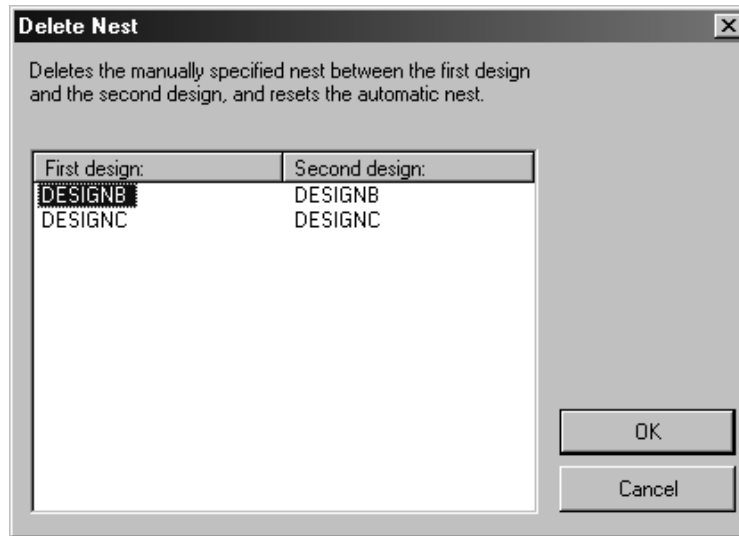 Delete Nest
Deletes the manually specified nest between the first design
and the second design, and resets the automatic nest.
First design: Second design:
DESIGNB DESIGNB
DESIGNC DESIGNC
OK
Cancel